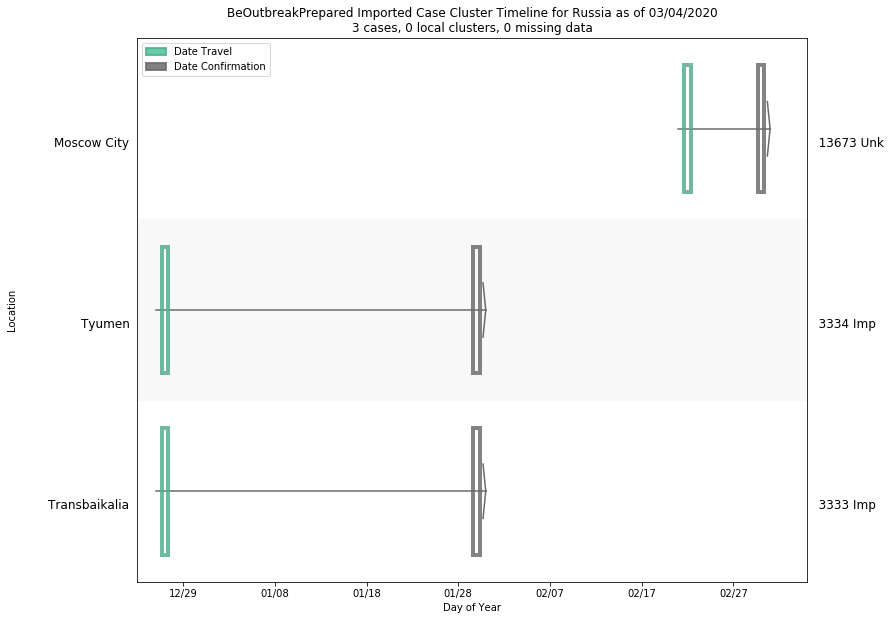 BeOutbreakPrepared Imported Case Cluster Timeline for Russia as of 03/04/2020
3 cases, 0 local clusters, 0 missing data
Date Travel
Date Confirmation
Moscow City
13673 Unk
Location
Tyumen
3334 Imp
Transbaikalia
3333 Imp
12/29 01/08 01/18 01/28 02/07 02/17 02/27
Day of Year